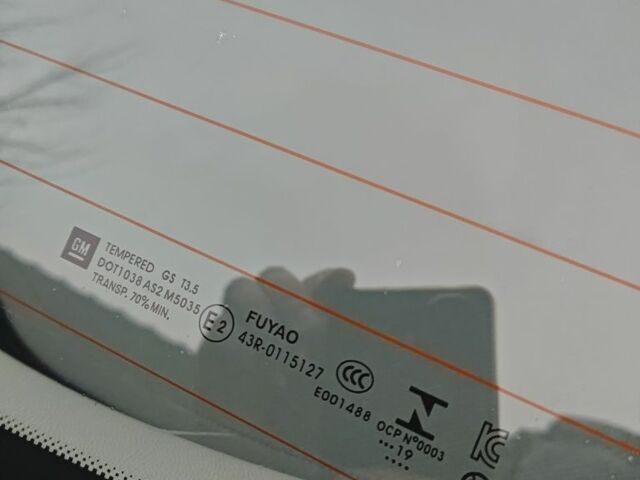 GM
TEMPERED GS T3.5
DOT1038 AS2 M5035
TRANSP. 70% MIN.
E2
FUYAO
43R-0115127
CCC
E001488
OCP Nº0003
...19
....
KC